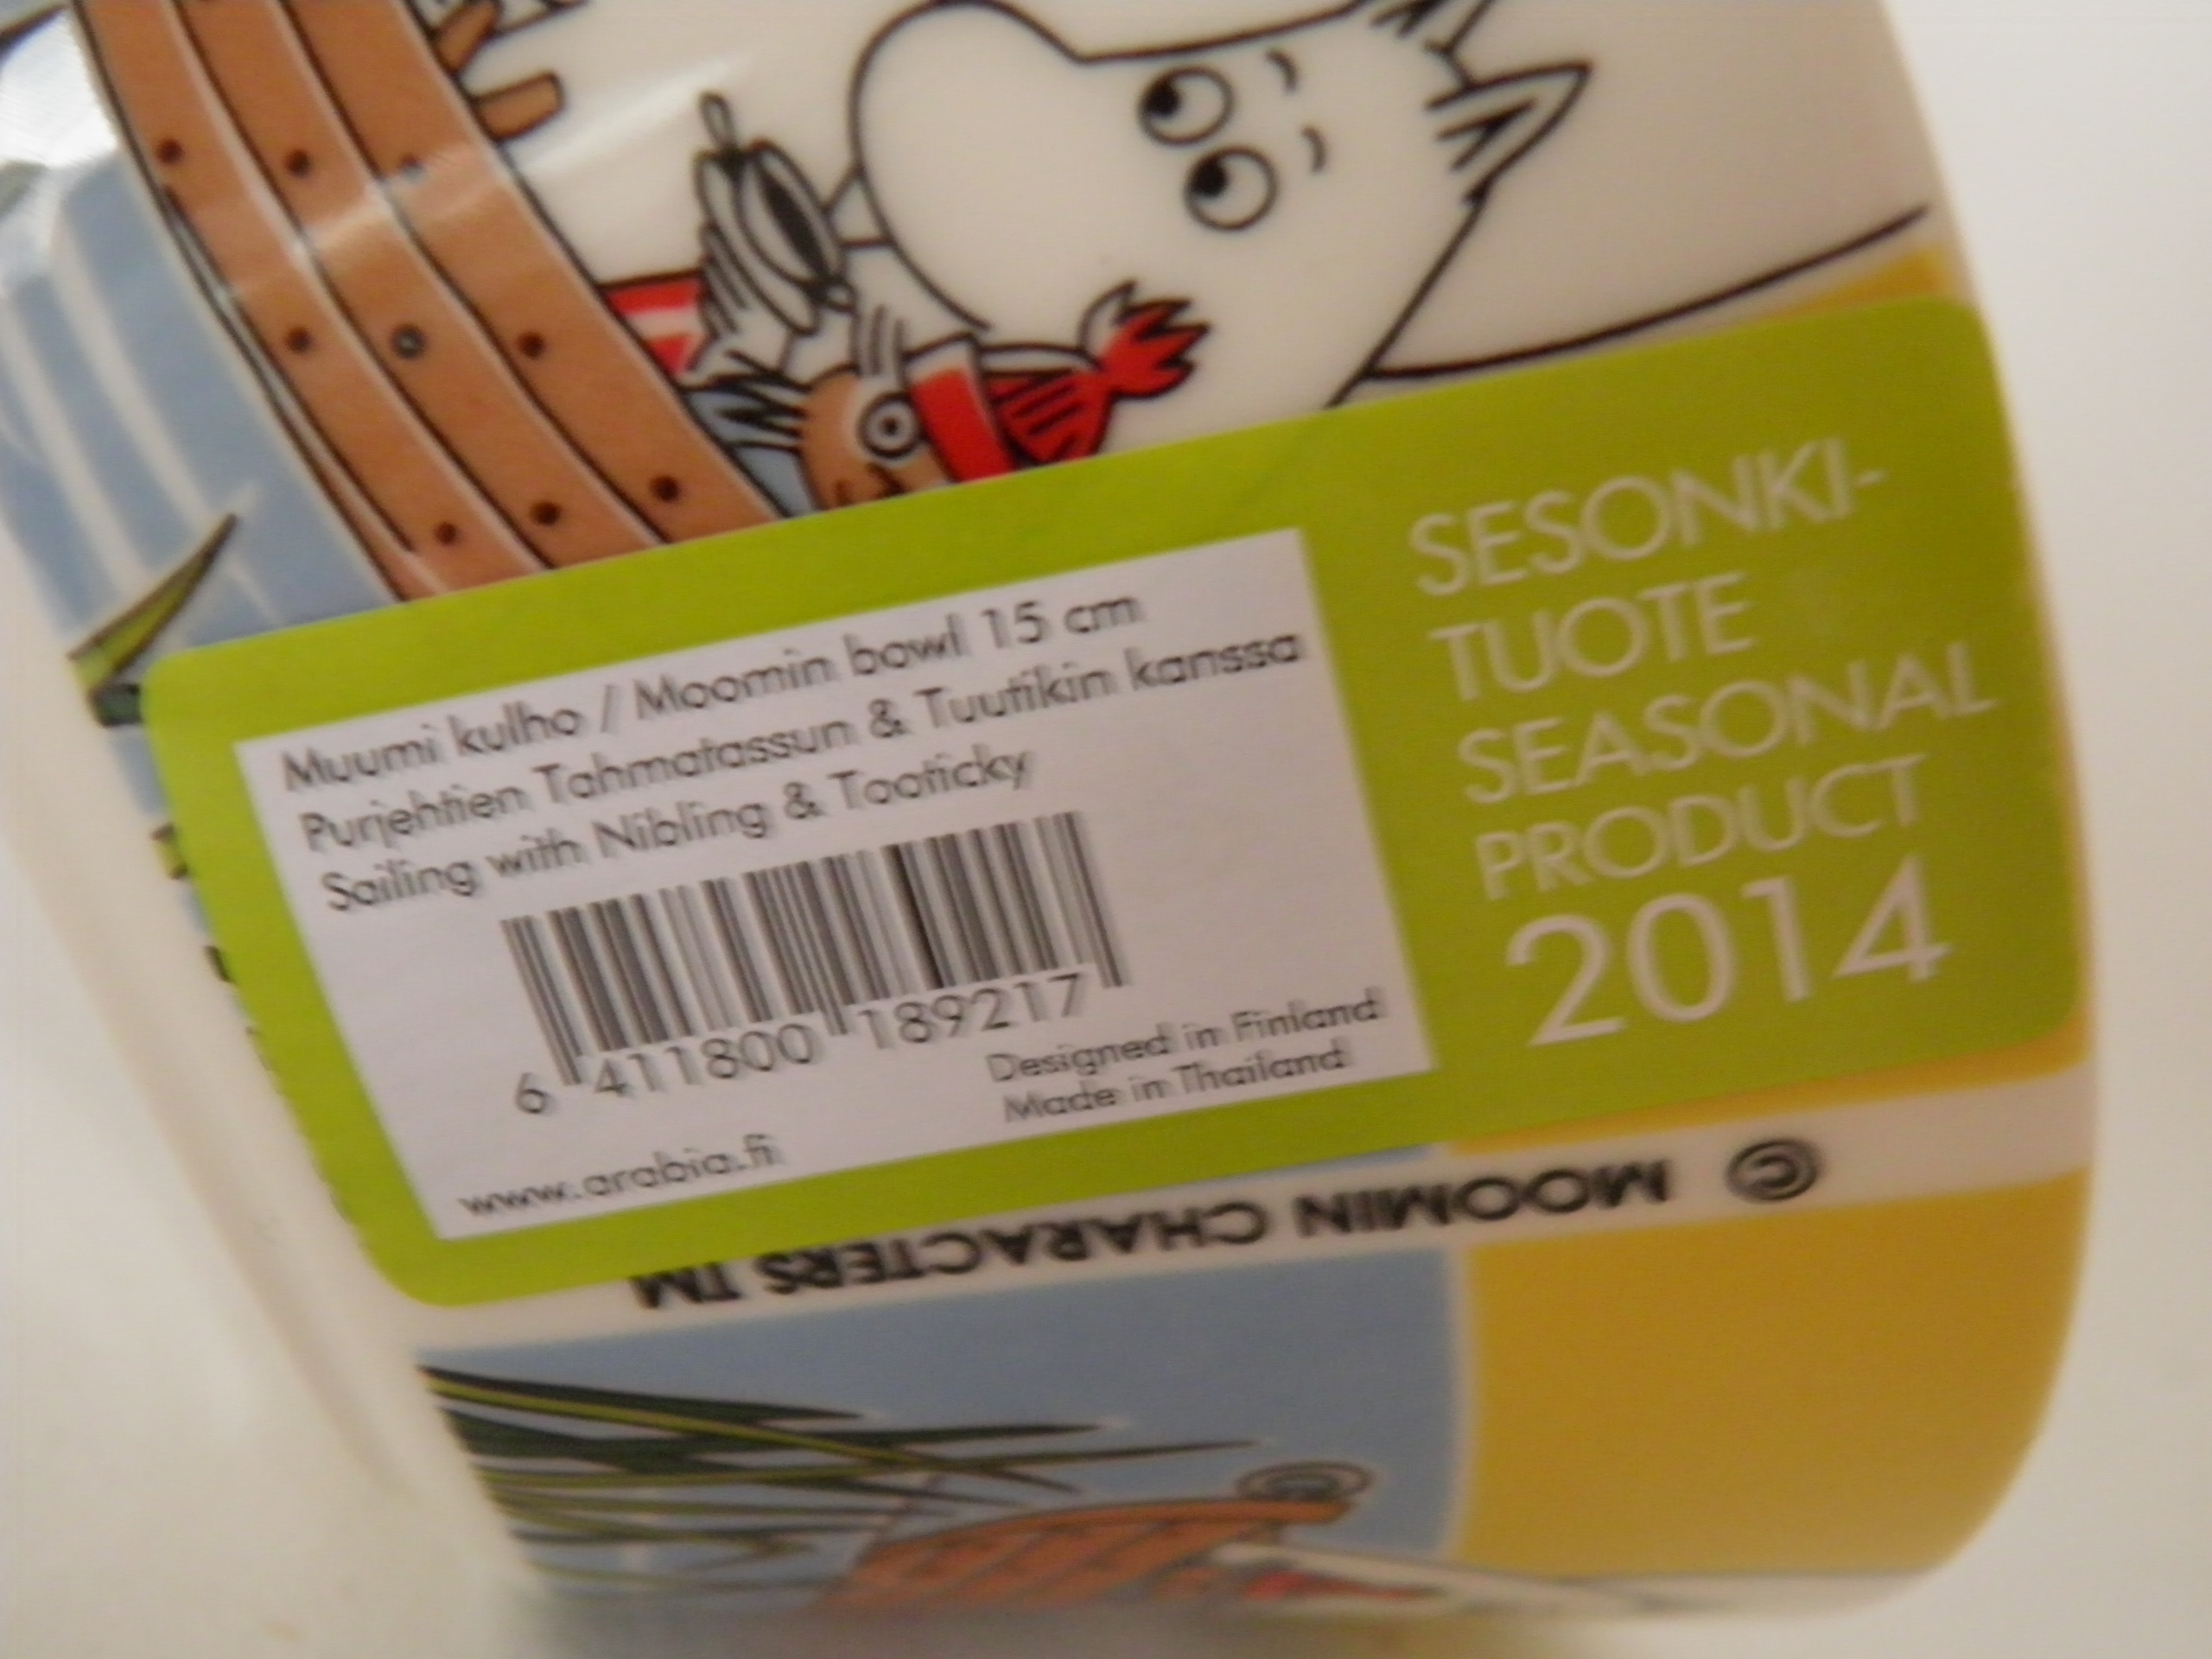 Muumi kulho / Moomin bowl 15 cm
Purjehtien Tahmatassun & Tuutikin kanssa
Sailing with Nibling & Tooticky
6 411800 189217
Designed in Finland
Made in Thailand
www.arabia.fi
SESONKI-
TUOTE
SEASONAL
PRODUCT
2014
© MOOMIN CHARACTERS TM